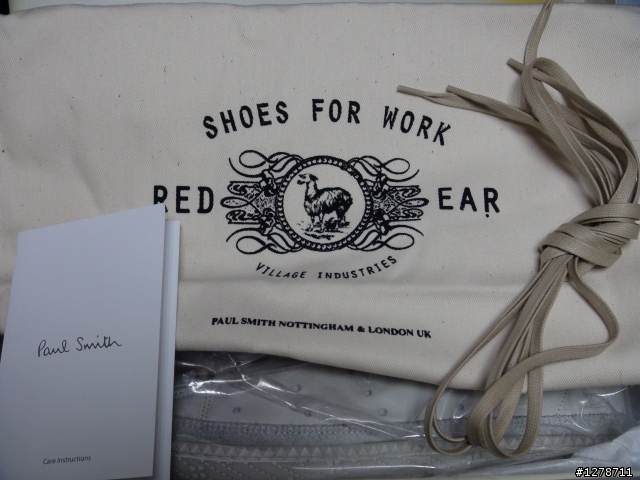 SHOES FOR WORK
RED EAR
VILLAGE INDUSTRIES
PAUL SMITH NOTTINGHAM & LONDON UK
Paul Smith
Care Instructions
#1278711